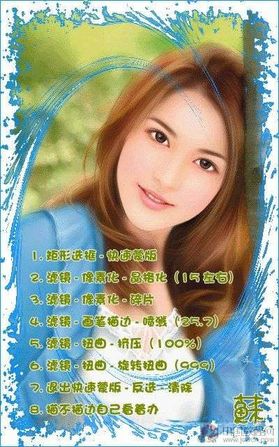 1. 矩形选框 - 快速蒙版
2. 滤镜 - 像素化 - 晶格化（15 左右）
3. 滤镜 - 像素化 - 碎片
4. 滤镜 - 画笔描边 - 喷溅（25.7）
5. 滤镜 - 扭曲 - 挤压（100%）
6. 滤镜 - 扭曲 - 旋转扭曲（999）
7. 退出快速蒙版 - 反选 - 清除
8. 描不描边自己看着办